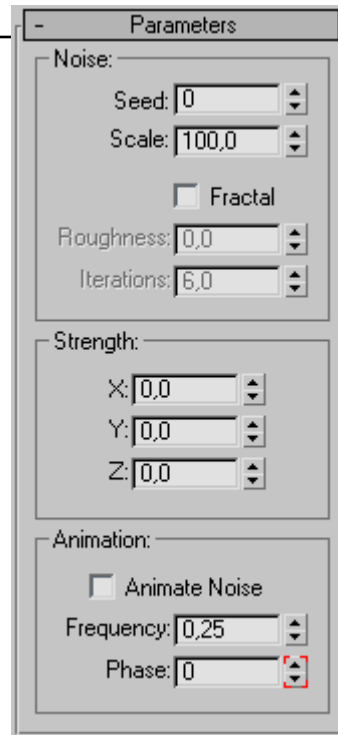 - Parameters
Noise:
Seed: 0
Scale: 100,0
Fractal
Roughness: 0,0
Iterations: 6,0
Strength:
X: 0,0
Y: 0,0
Z: 0,0
Animation:
Animate Noise
Frequency: 0,25
Phase: 0